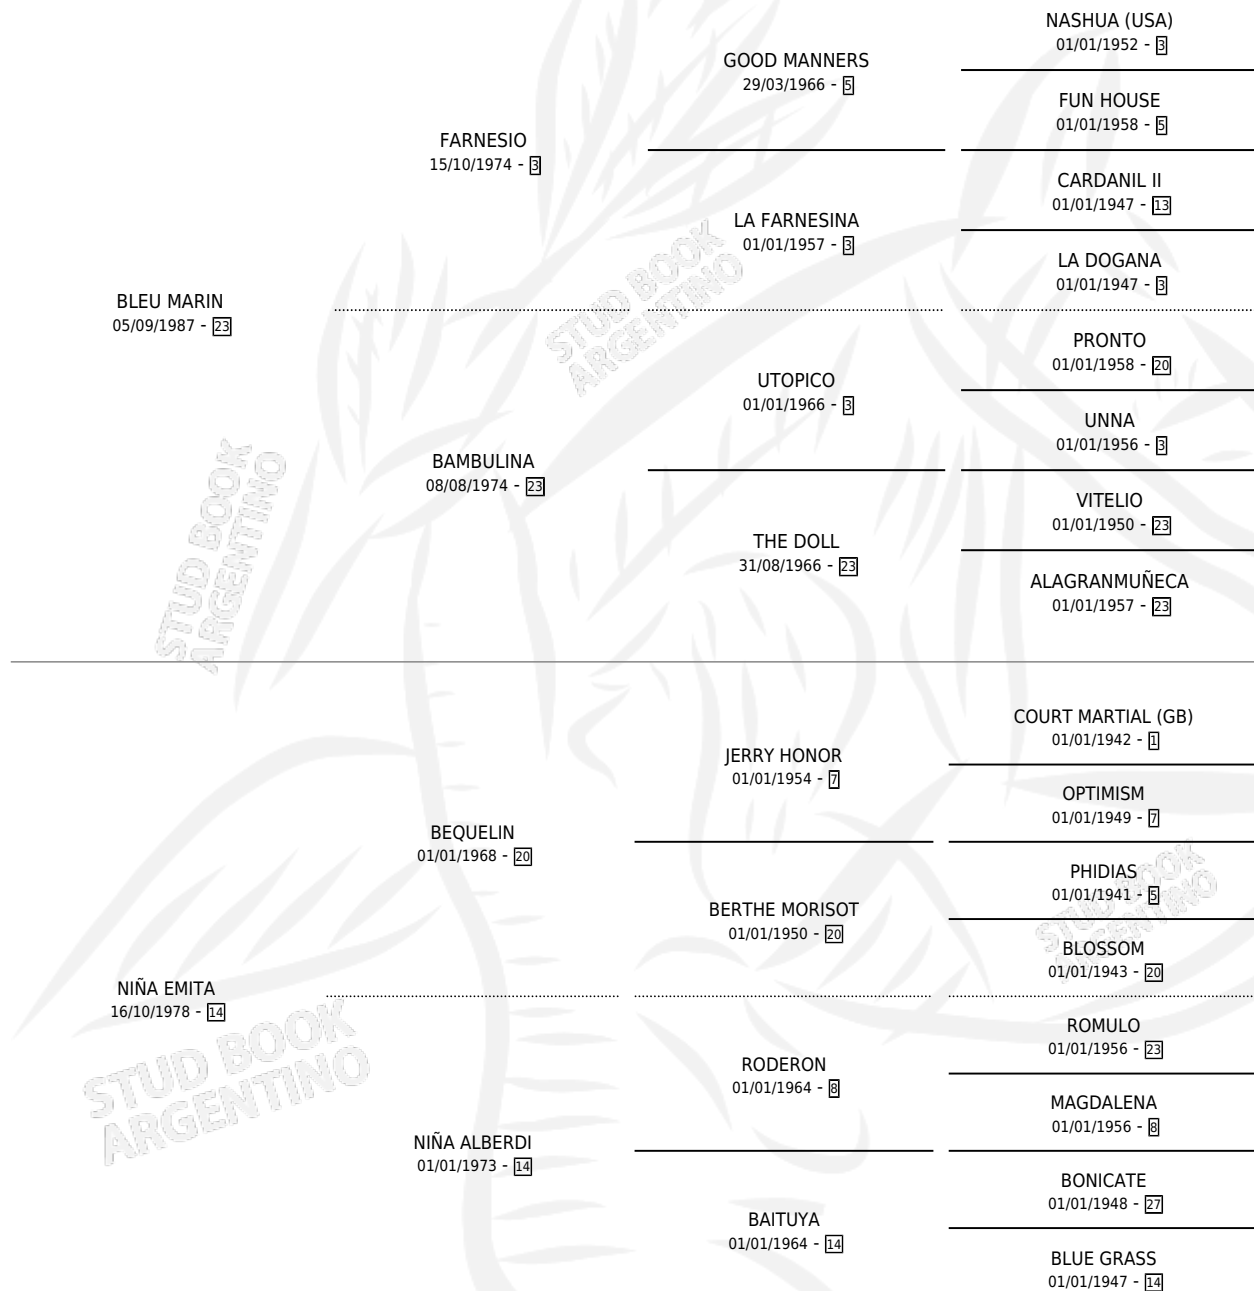 NASHUA (USA)
01/01/1952 - 3
GOOD MANNERS
29/03/1966 - 5
FUN HOUSE
01/01/1958 - 5
FARNESIO
15/10/1974 - 3
CARDANIL II
01/01/1947 - 13
LA FARNESINA
01/01/1957 - 3
LA DOGANA
01/01/1947 - 3
BLEU MARIN
05/09/1987 - 23
PRONTO
01/01/1958 - 20
UTOPICO
01/01/1966 - 3
UNNA
01/01/1956 - 3
BAMBULINA
08/08/1974 - 23
VITELIO
01/01/1950 - 23
THE DOLL
31/08/1966 - 23
ALAGRANMUÑECA
01/01/1957 - 23
COURT MARTIAL (GB)
01/01/1942 - 1
JERRY HONOR
01/01/1954 - 7
OPTIMISM
01/01/1949 - 7
BEQUELIN
01/01/1968 - 20
PHIDIAS
01/01/1941 - 5
BERTHE MORISOT
01/01/1950 - 20
BLOSSOM
01/01/1943 - 20
NIÑA EMITA
16/10/1978 - 14
ROMULO
01/01/1956 - 23
RODERON
01/01/1964 - 8
MAGDALENA
01/01/1956 - 8
NIÑA ALBERDI
01/01/1973 - 14
BONICATE
01/01/1948 - 27
BAITUYA
01/01/1964 - 14
BLUE GRASS
01/01/1947 - 14
STUD BOOK
ARGENTINO
STUD BOOK
ARGENTINO
STUD BOOK
ARGENTINO
STUD BOOK
ARGENTINO